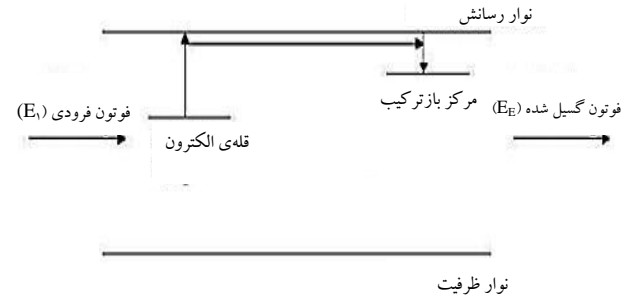 نوار رسانش
مرکز بازترکیب
فوتون گسیل شده (E_E)
فوتون فرودی (E₁)
قله‌ی الکترون
نوار ظرفیت